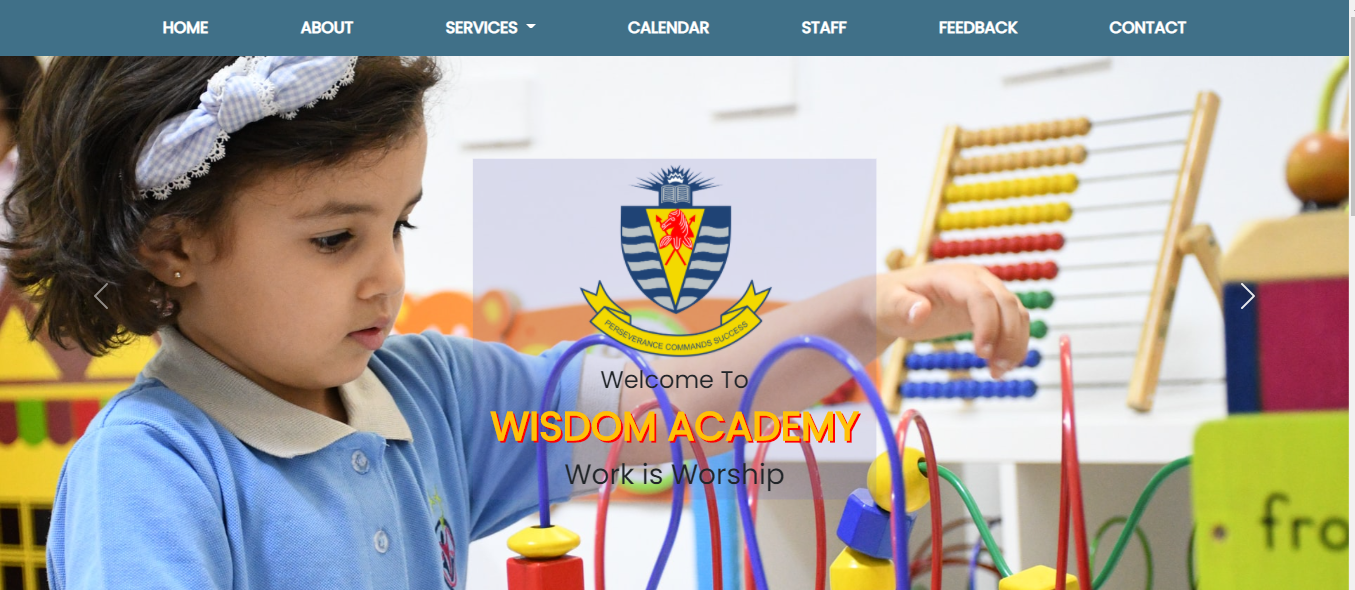 HOME ABOUT SERVICES CALENDAR STAFF FEEDBACK CONTACT
PERSEVERANCE COMMANDS SUCCESS
Welcome To
WISDOM ACADEMY
Work is Worship
fro